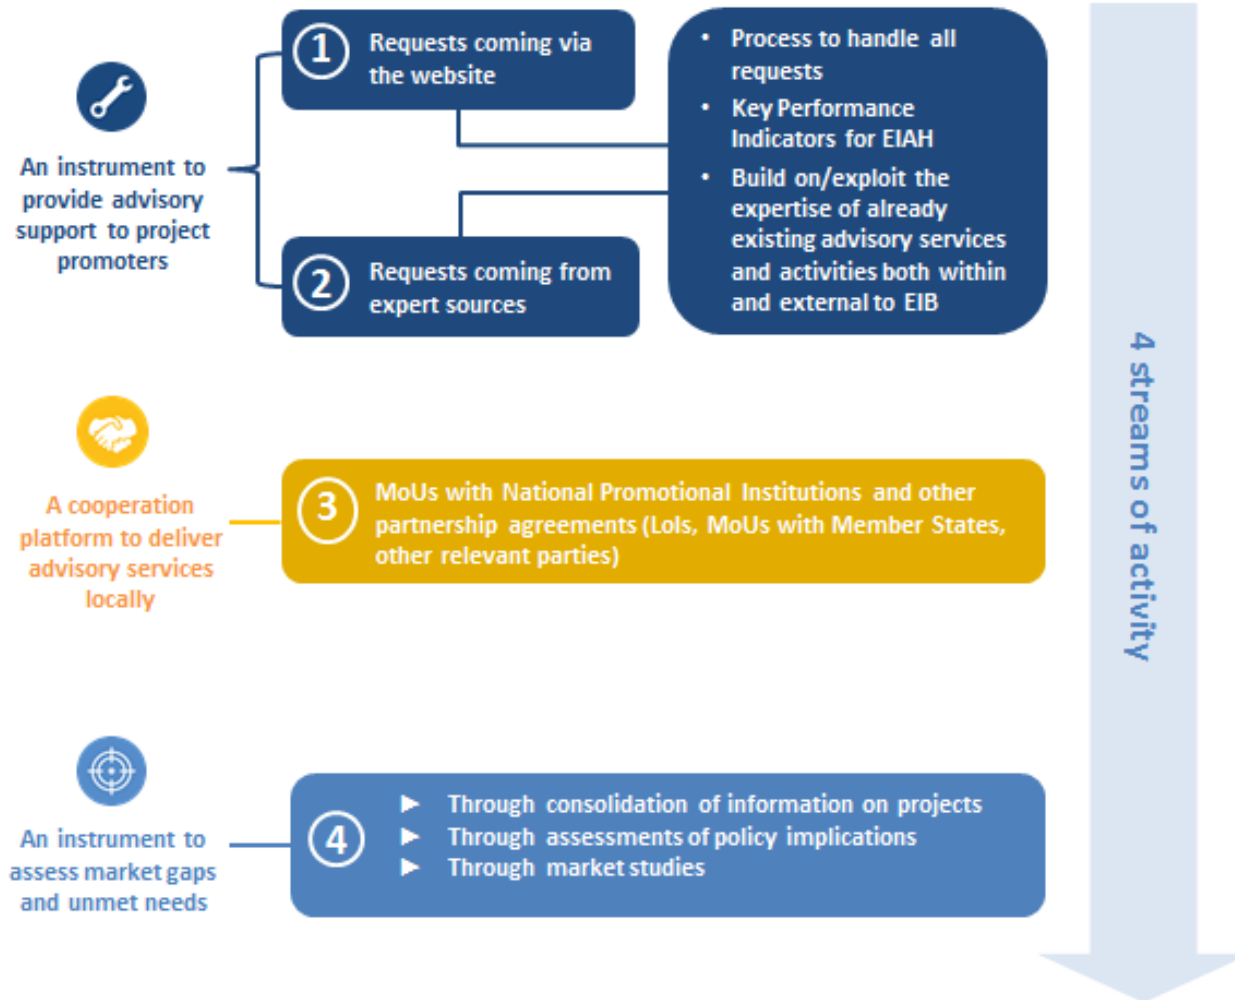 An instrument to
provide advisory
support to project
promoters
1
Requests coming via
the website
2
Requests coming from
expert sources
• Process to handle all
requests
• Key Performance
Indicators for EIAH
• Build on/exploit the
expertise of already
existing advisory services
and activities both within
and external to EIB
A cooperation
platform to deliver
advisory services
locally
3
MoUs with National Promotional Institutions and other
partnership agreements (LoIs, MoUs with Member States,
other relevant parties)
An instrument to
assess market gaps
and unmet needs
4
► Through consolidation of information on projects
► Through assessments of policy implications
► Through market studies
4 streams of activity